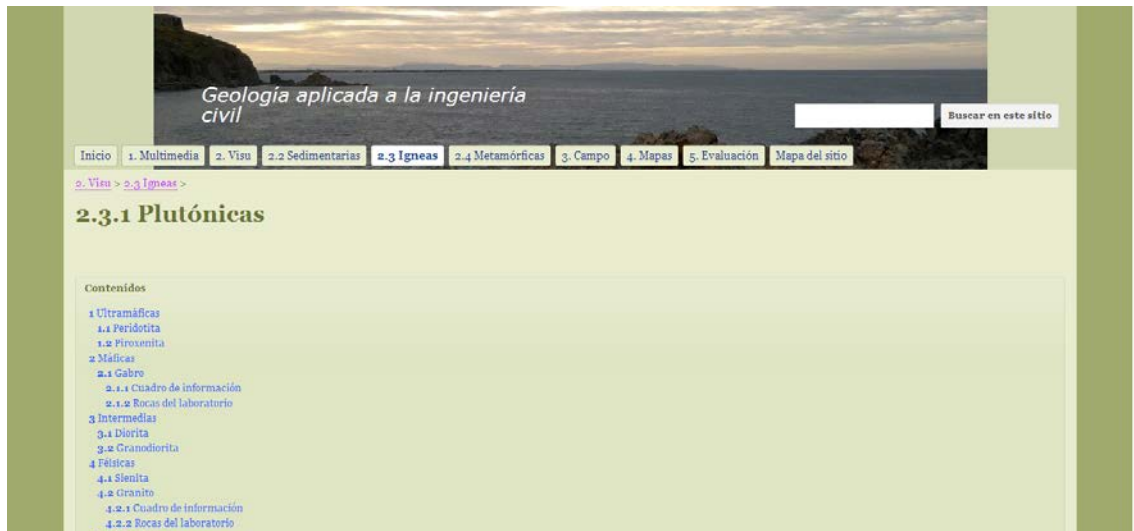 Geología aplicada a la ingeniería
civil
Buscar en este sitio
Inicio 1. Multimedia 2. Visu 2.2 Sedimentarias 2.3 Igneas 2.4 Metamórficas 3. Campo 4. Mapas 5. Evaluación Mapa del sitio
2. Visu > 2.3 Igneas >
2.3.1 Plutónicas
Contenidos
1 Ultramáficas
1.1 Peridotita
1.2 Piroxenita
2 Máficas
2.1 Gabro
2.1.1 Cuadro de información
2.1.2 Rocas del laboratorio
3 Intermedias
3.1 Diorita
3.2 Granodiorita
4 Félsicas
4.1 Sienita
4.2 Granito
4.2.1 Cuadro de información
4.2.2 Rocas del laboratorio